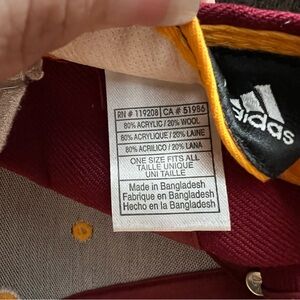 RN # 119208 CA # 51986
80% ACRYLIC / 20% WOOL
80% ACRYLIQUE / 20% LAINE
80% ACRILICO / 20% LANA
ONE SIZE FITS ALL
TAILLE UNIQUE
UNI TAILLE
Made in Bangladesh
Fabrique en Bangladesh
Hecho en la Bangladesh
adidas